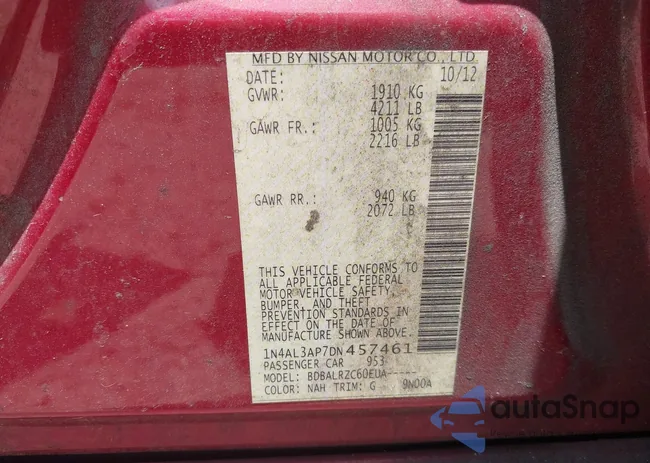 MFD BY NISSAN MOTOR CO., LTD.
DATE: 10/12
GVWR: 1910 KG
4211 LB
GAWR FR.: 1005 KG
2216 LB
GAWR RR.: 940 KG
2072 LB
THIS VEHICLE CONFORMS TO
ALL APPLICABLE FEDERAL
MOTOR VEHICLE SAFETY,
BUMPER, AND THEFT
PREVENTION STANDARDS IN
EFFECT ON THE DATE OF
MANUFACTURE SHOWN ABOVE.
1N4AL3AP7DN457461
PASSENGER CAR 953
MODEL: BDBALRZC60EUA-----
COLOR: NAH TRIM: G 9N00A
autoSnap